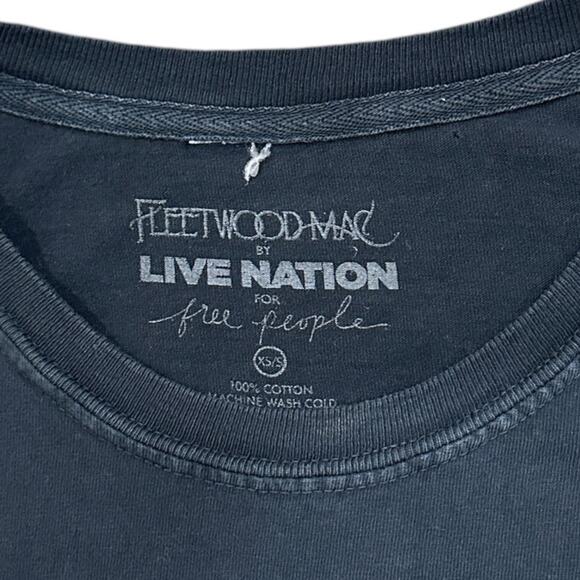 FLEETWOOD MAC
BY
LIVE NATION
FOR
free people
XS/S
100% COTTON
MACHINE WASH COLD